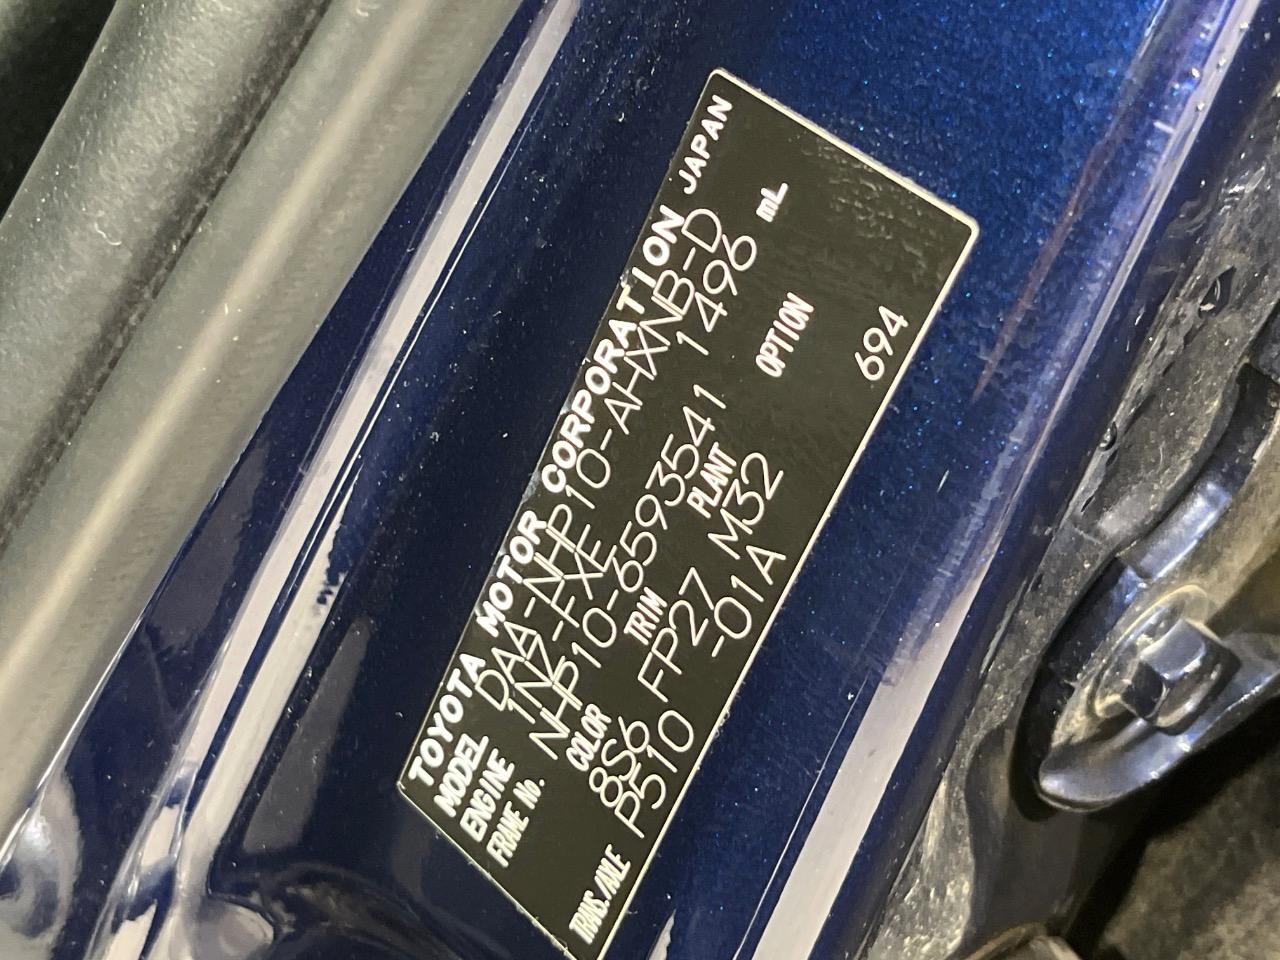 TOYOTA MOTOR CORPORATION JAPAN
MODEL DAA-NHP10-AHXNB-D
ENGINE 1NZ-FXE 1496 mL
FRAME No. NHP10-6593541
COLOR TRIM PLANT OPTION
8S6 FP27 M32
TRANS./AXLE P510 -01A 694